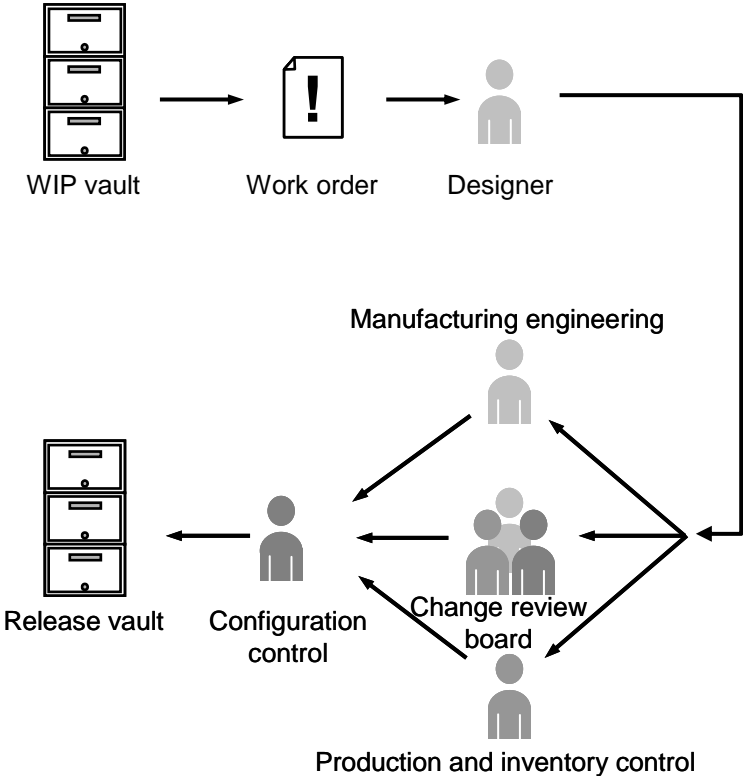 !
WIP vault
Work order
Designer
Manufacturing engineering
Change review
board
Release vault
Configuration
control
Production and inventory control